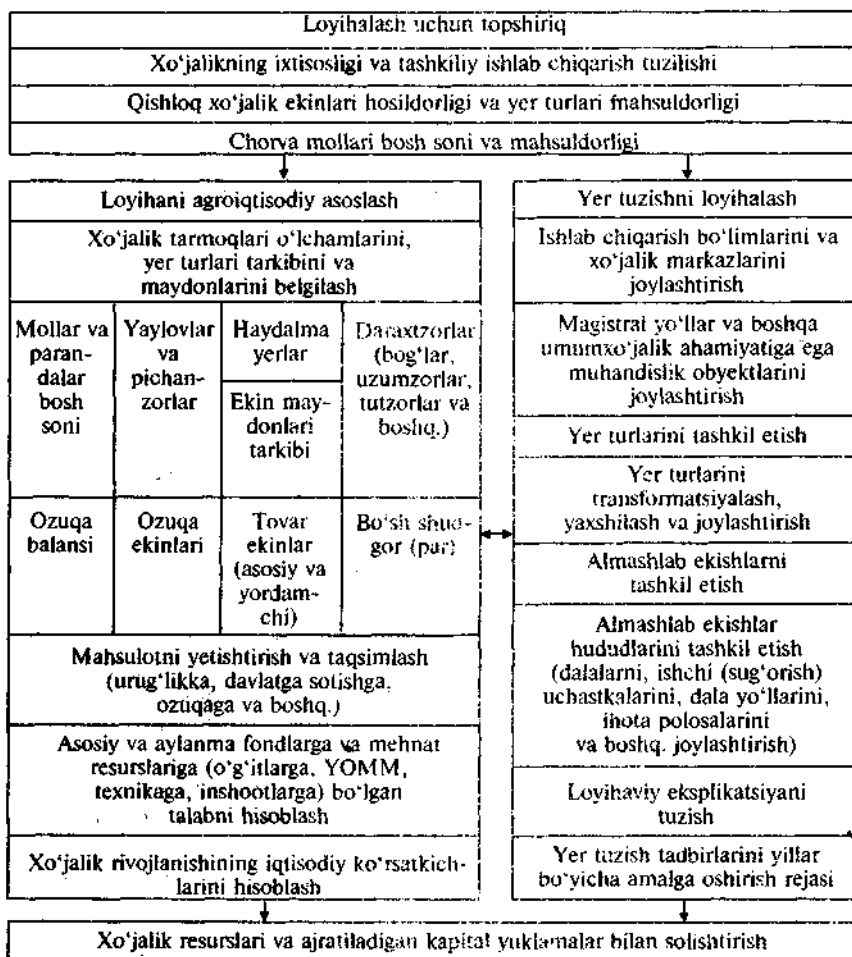 Loyihalash uchun topshiriq
Xo‘jalikning ixtisosligi va tashkiliy ishlab chiqarish tuzilishi
Qishloq xo‘jalik ekinlari hosildorligi va yer turlari mahsuldorligi
Chorva mollari bosh soni va mahsuldorligi
Loyihani agroiqtisodiy asoslash
Xo‘jalik tarmoqlari o‘lchamlarini,
yer turlari tarkibini va
maydonlarini belgilash
Mollar va
paran-
dalar
bosh
soni
Yaylovlar
va
pichan-
zorlar
Haydalma
yerlar
Ekin may-
donlari
tarkibi
Daraxtzorlar
(bog‘lar,
uzumzorlar,
tutzorlar va
boshq.)
Ozuqa
balansi
Ozuqa
ekinlari
Tovar
ekinlar
(asosiy va
yordam-
chi)
Bo‘sh shud-
gor (par)
Mahsulotni yetishtirish va taqsimlash
(urug‘likka, davlatga sotishga,
ozuqaga va boshq.)
Asosiy va aylanma fondlarga va mehnat
resurslariga (o‘g‘itlarga, YOMM,
texnikaga, inshootlarga) bo‘lgan
talabni hisoblash
Xo‘jalik rivojlanishining iqtisodiy ko‘rsatkich-
larini hisoblash
Yer tuzishni loyihalash
Ishlab chiqarish bo‘limlarini va
xo‘jalik markazlarini
joylashtirish
Magistral yo‘llar va boshqa
umumxo‘jalik ahamiyatiga ega
muhandislik obyektlarini
joylashtirish
Yer turlarini tashkil etish
Yer turlarini
transformatsiyalash,
yaxshilash va joylashtirish
Almashlab ekishlarni
tashkil etish
Almashlab ekishlar
hududlarini tashkil etish
(dalalarni, ishchi (sug‘orish)
uchastkalarini, dala yo‘llarini,
ihota polosalarini
va boshq. joylashtirish)
Loyihaviy eksplikatsiyani
tuzish
Yer tuzish tadbirlarini yillar
bo‘yicha amalga oshirish rejasi
Xo‘jalik resurslari va ajratiladigan kapital yuklamalar bilan solishtirish